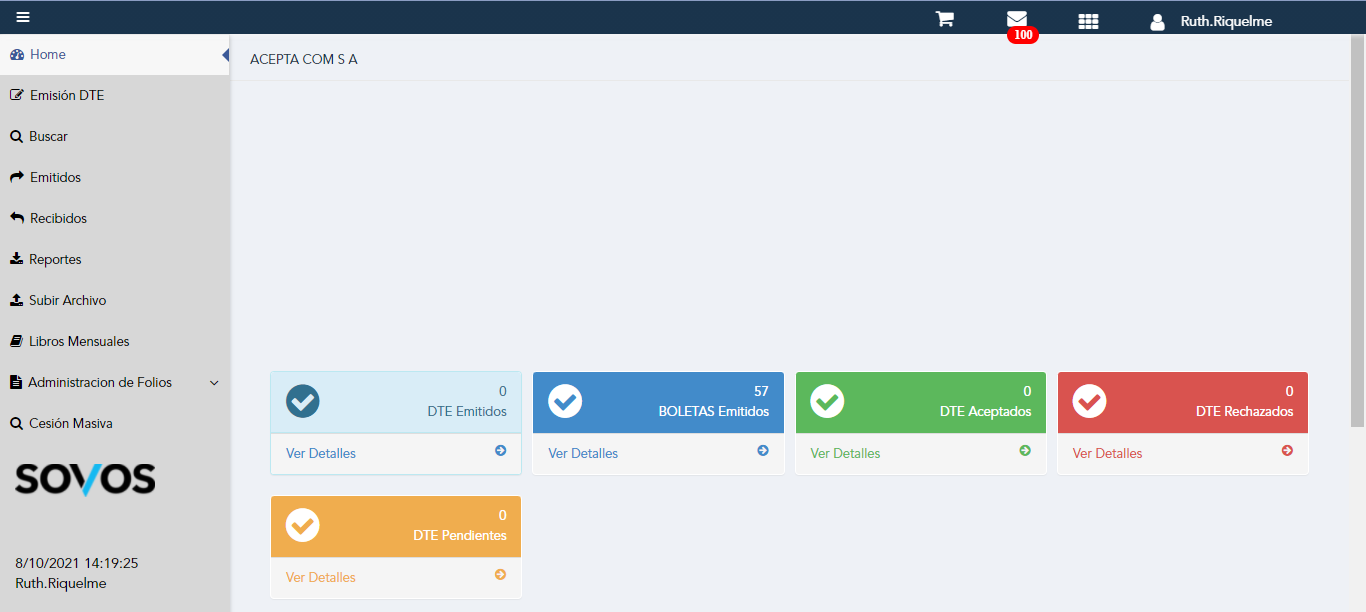 100
Ruth.Riquelme
Home
Emisión DTE
Buscar
Emitidos
Recibidos
Reportes
Subir Archivo
Libros Mensuales
Administracion de Folios
Cesión Masiva
SOVOS
8/10/2021 14:19:25
Ruth.Riquelme
ACEPTA COM S A
0
DTE Emitidos
Ver Detalles
57
BOLETAS Emitidos
Ver Detalles
0
DTE Aceptados
Ver Detalles
0
DTE Rechazados
Ver Detalles
0
DTE Pendientes
Ver Detalles